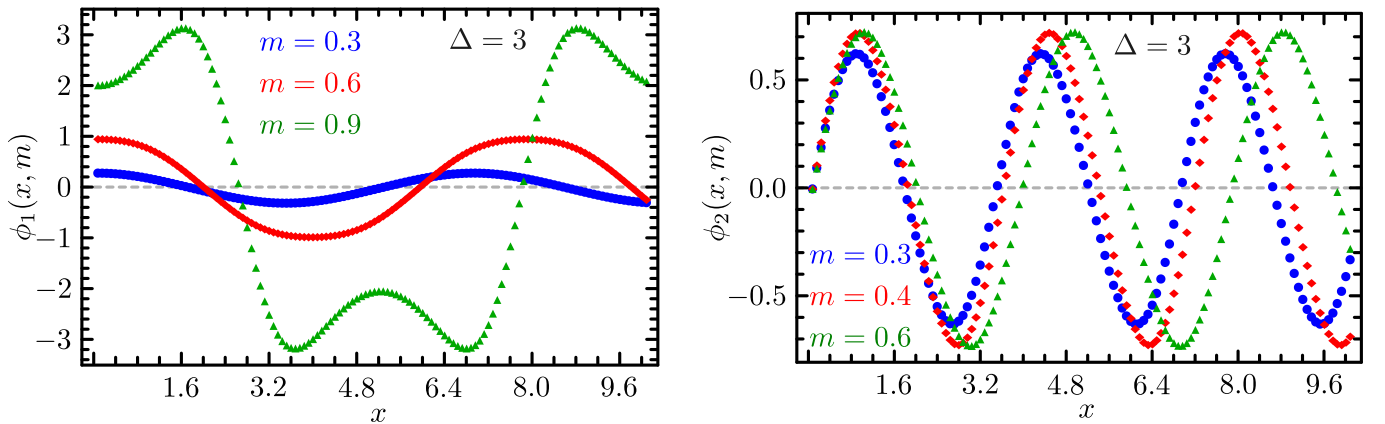 3
2
1
0
−1
−2
−3
ϕ₁(x, m)
m = 0.3
m = 0.6
m = 0.9
Δ = 3
1.6 3.2 4.8 6.4 8.0 9.6
x
0.5
0.0
−0.5
ϕ₂(x, m)
Δ = 3
m = 0.3
m = 0.4
m = 0.6
1.6 3.2 4.8 6.4 8.0 9.6
x